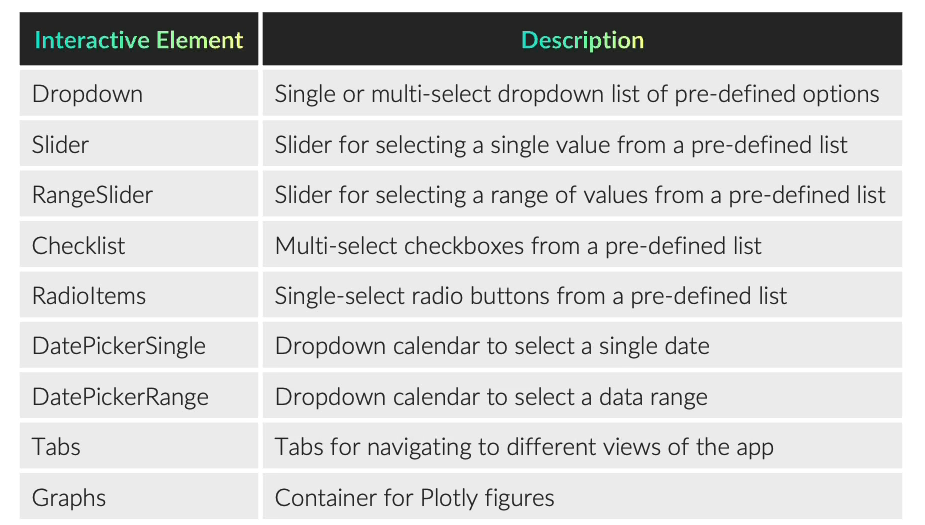 Interactive Element Description
Dropdown Single or multi-select dropdown list of pre-defined options
Slider Slider for selecting a single value from a pre-defined list
RangeSlider Slider for selecting a range of values from a pre-defined list
Checklist Multi-select checkboxes from a pre-defined list
RadioItems Single-select radio buttons from a pre-defined list
DatePickerSingle Dropdown calendar to select a single date
DatePickerRange Dropdown calendar to select a data range
Tabs Tabs for navigating to different views of the app
Graphs Container for Plotly figures